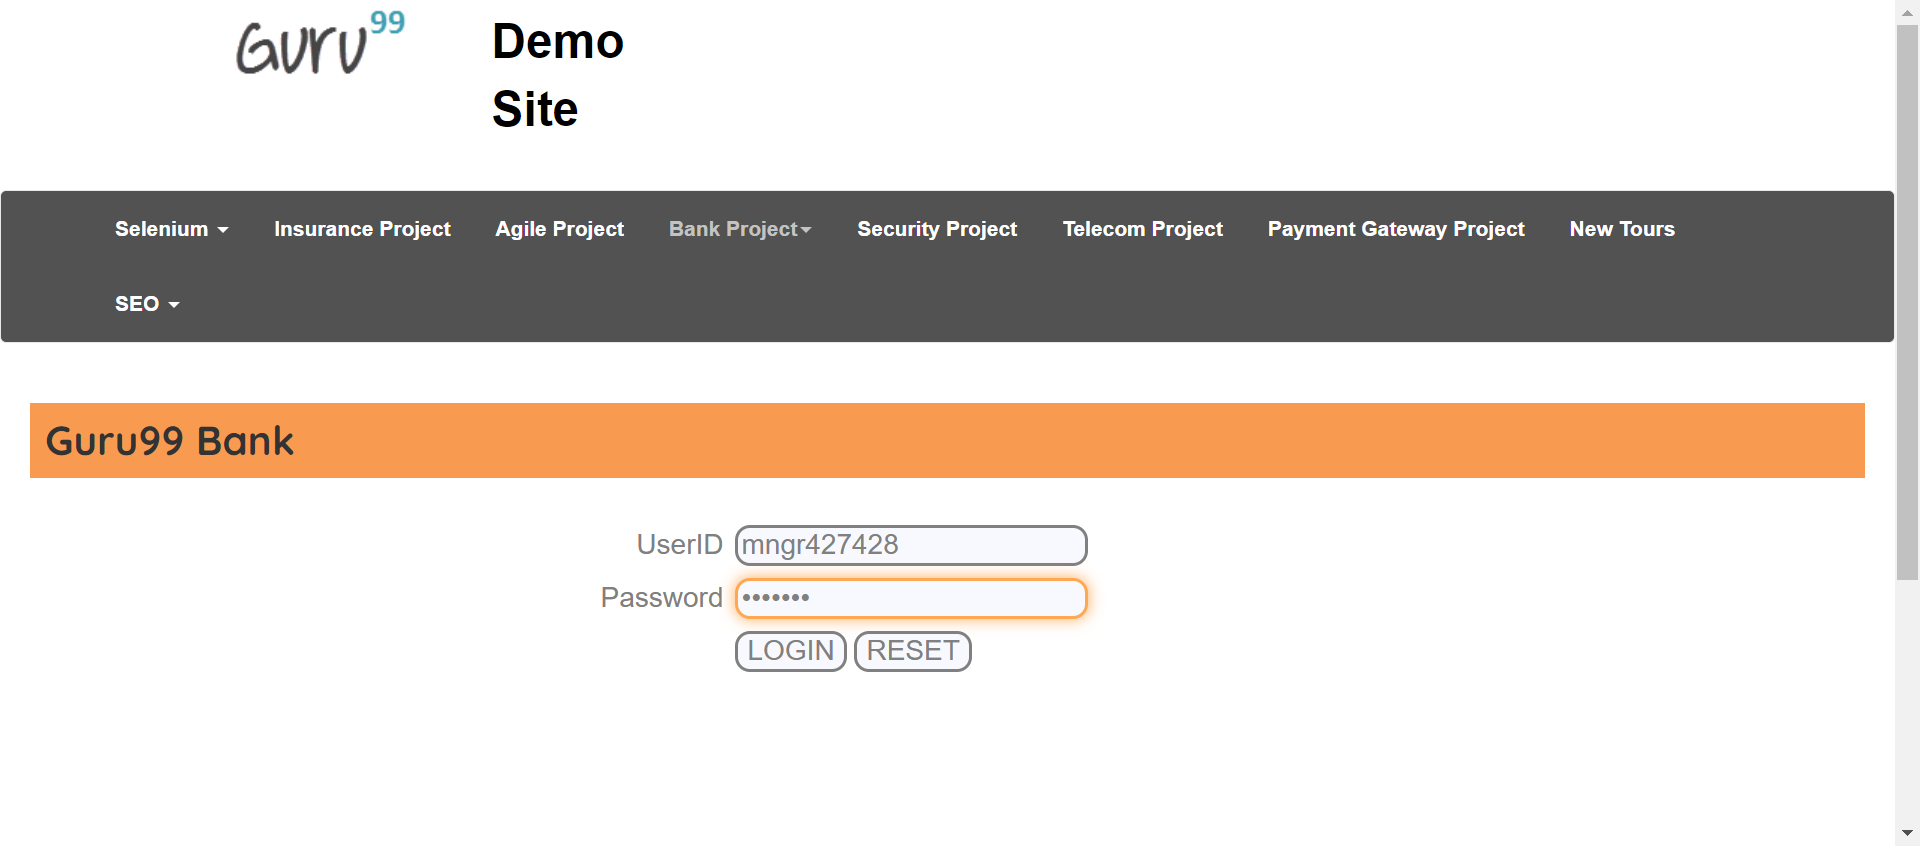 Guru99
Demo
Site
Selenium Insurance Project Agile Project Bank Project Security Project Telecom Project Payment Gateway Project New Tours
SEO
Guru99 Bank
UserID mngr427428
Password •••••••
LOGIN RESET